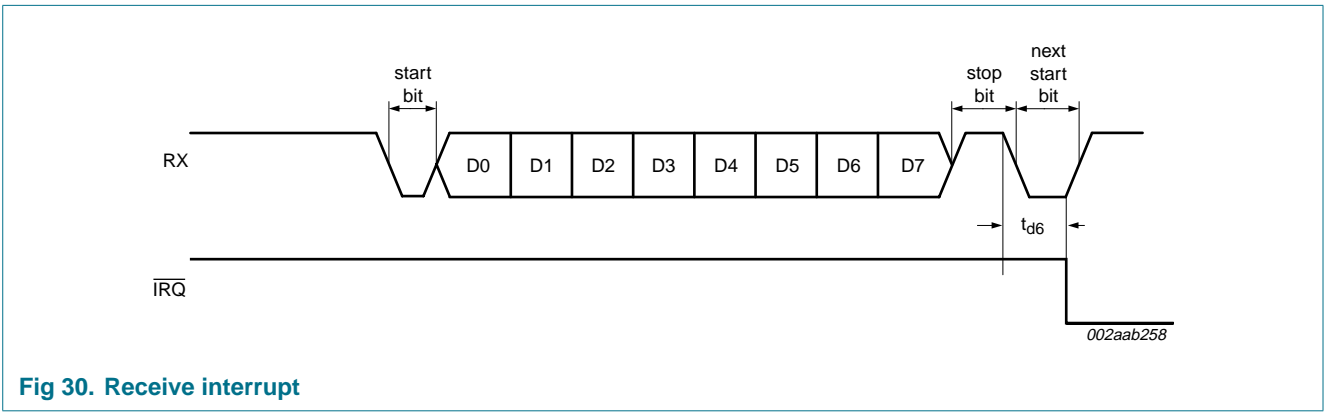 start
bit
stop
bit
next
start
bit
RX
D0 D1 D2 D3 D4 D5 D6 D7
td6
IRQ
002aab258
Fig 30. Receive interrupt